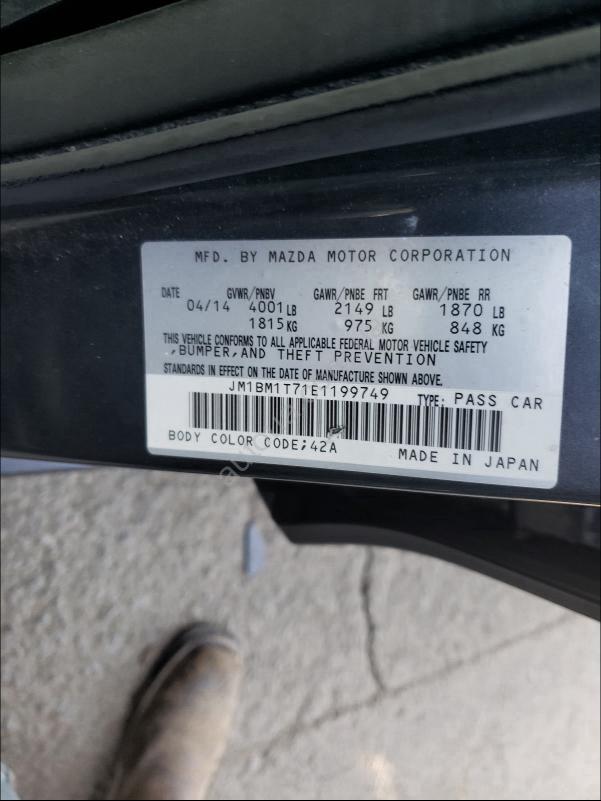 MFD. BY MAZDA MOTOR CORPORATION
DATE GVWR/PNBV GAWR/PNBE FRT GAWR/PNBE RR
04/14 4001 LB 2149 LB 1870 LB
1815 KG 975 KG 848 KG
THIS VEHICLE CONFORMS TO ALL APPLICABLE FEDERAL MOTOR VEHICLE SAFETY
,BUMPER,AND THEFT PREVENTION
STANDARDS IN EFFECT ON THE DATE OF MANUFACTURE SHOWN ABOVE.
JM1BM1T71E1199749 TYPE: PASS CAR
BODY COLOR CODE;42A MADE IN JAPAN